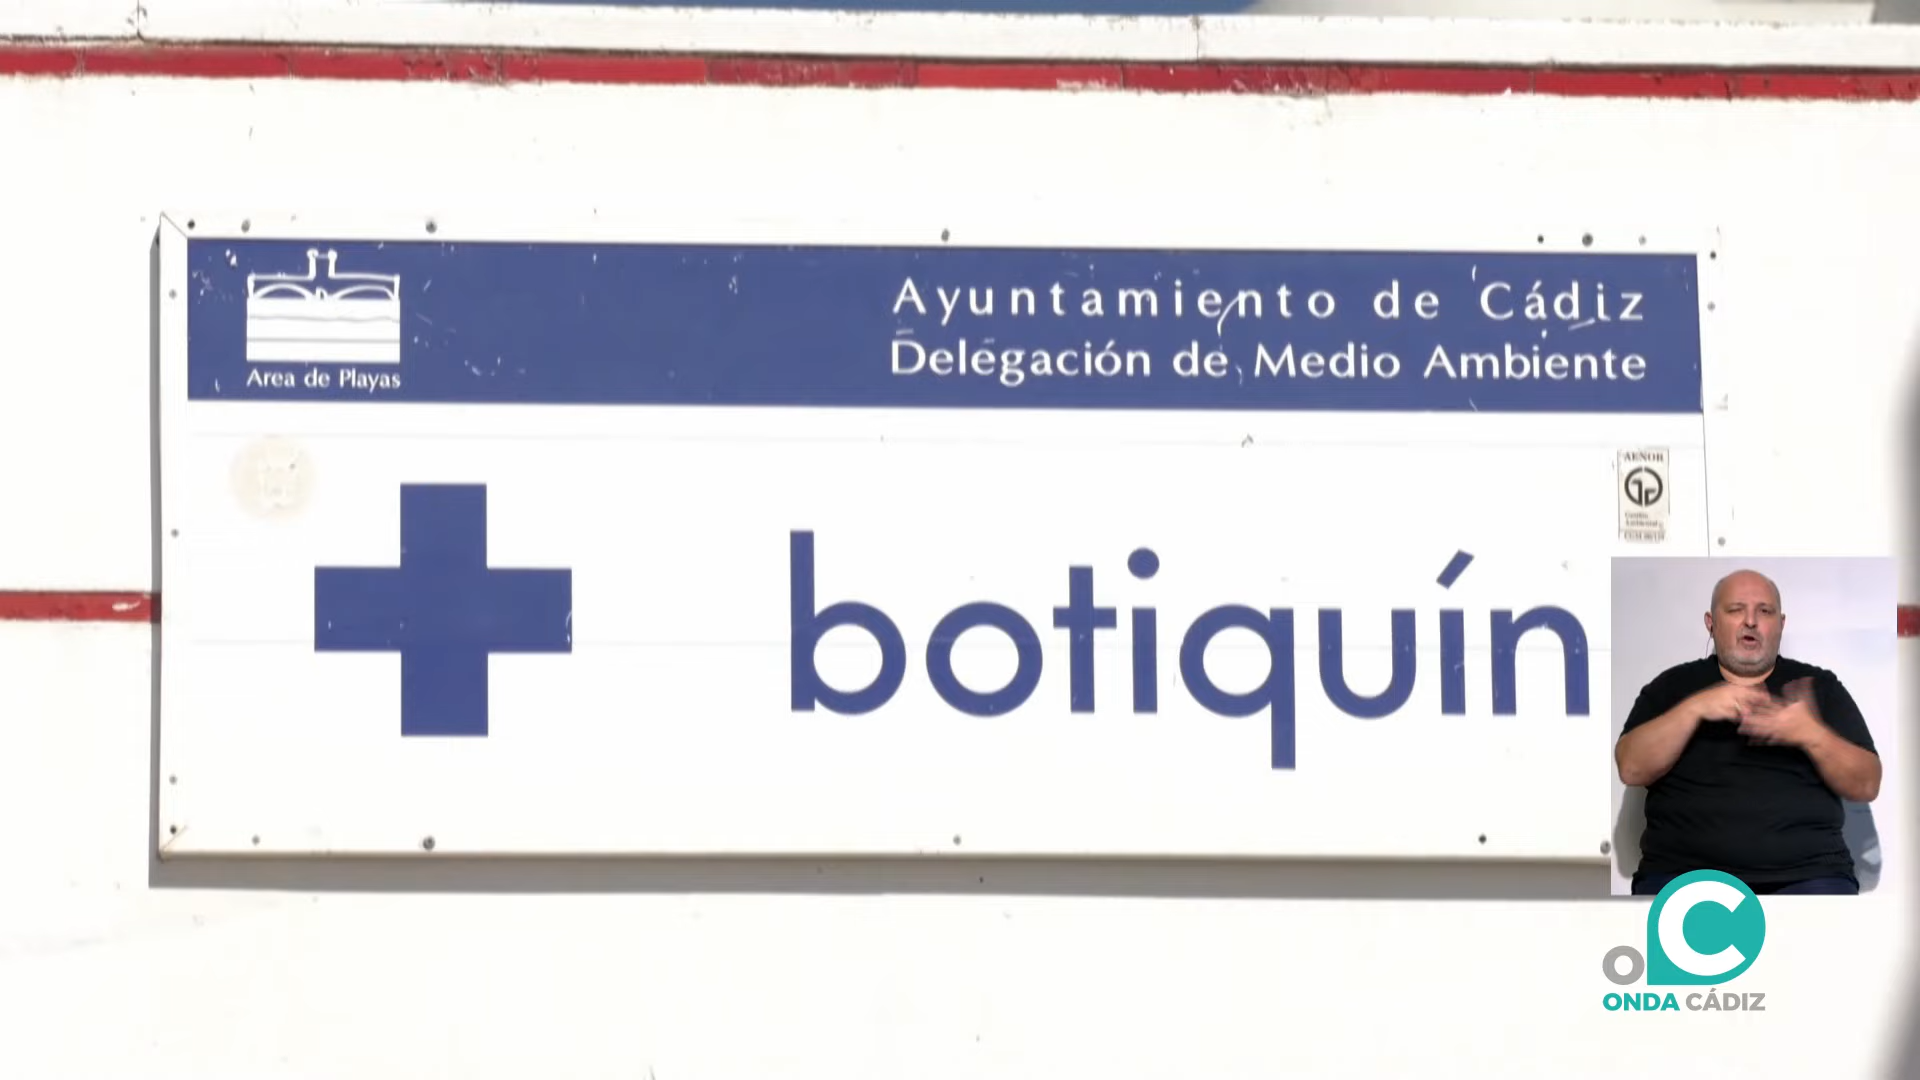 Ayuntamiento de Cádiz
Delegación de Medio Ambiente
Area de Playas
AENOR
botiquín
ONDA CÁDIZ